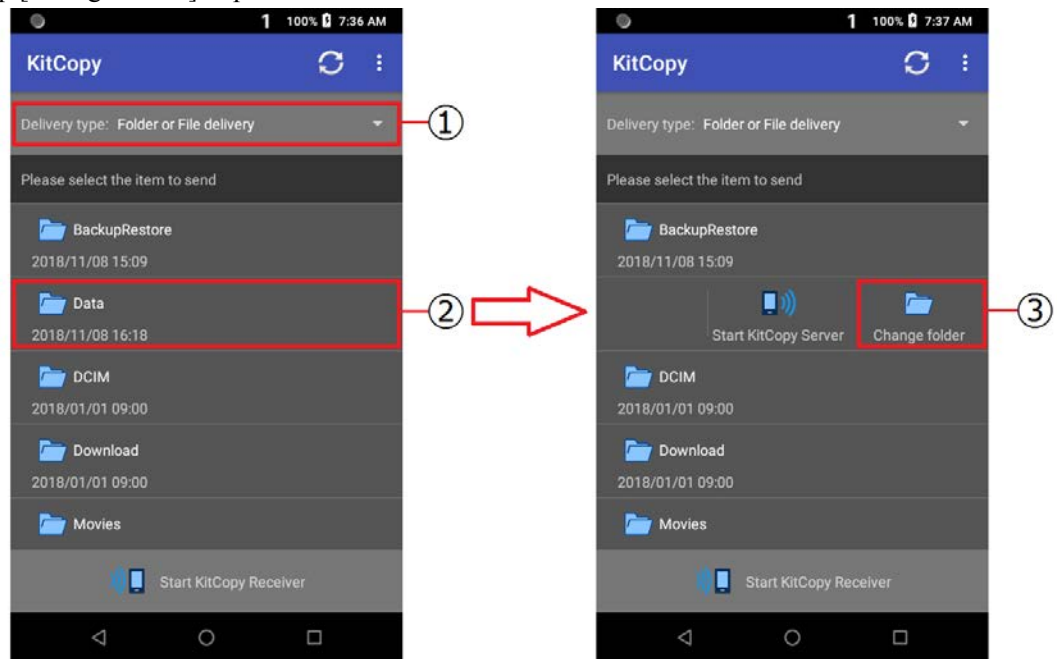 1 100% 7:36 AM
KitCopy
Delivery type: Folder or File delivery
①
Please select the item to send
BackupRestore
2018/11/08 15:09
Data
2018/11/08 16:18
②
DCIM
2018/01/01 09:00
Download
2018/01/01 09:00
Movies
Start KitCopy Receiver
1 100% 7:37 AM
KitCopy
Delivery type: Folder or File delivery
Please select the item to send
BackupRestore
2018/11/08 15:09
Start KitCopy Server
Change folder
③
DCIM
2018/01/01 09:00
Download
2018/01/01 09:00
Movies
Start KitCopy Receiver